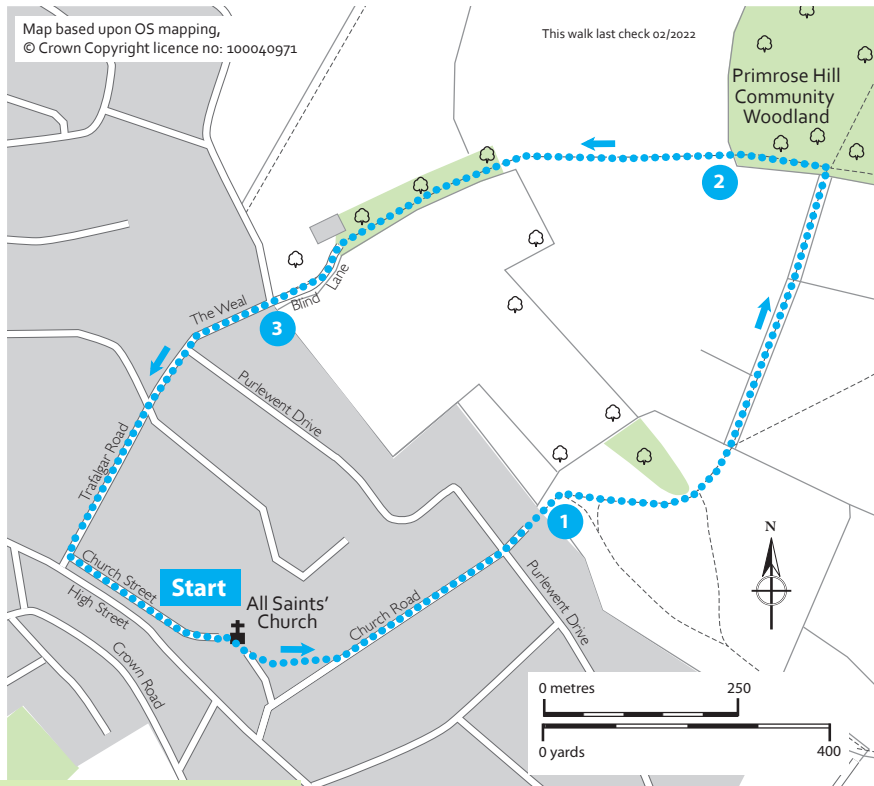 Map based upon OS mapping,
© Crown Copyright licence no: 100040971
This walk last check 02/2022
Primrose Hill
Community
Woodland
2
The Weal
Blind Lane
3
Purlewent Drive
Trafalgar Road
1
N
Church Street
Start
All Saints'
Church
High Street
Church Road
Purlewent Drive
Crown Road
0 metres 250
0 yards 400